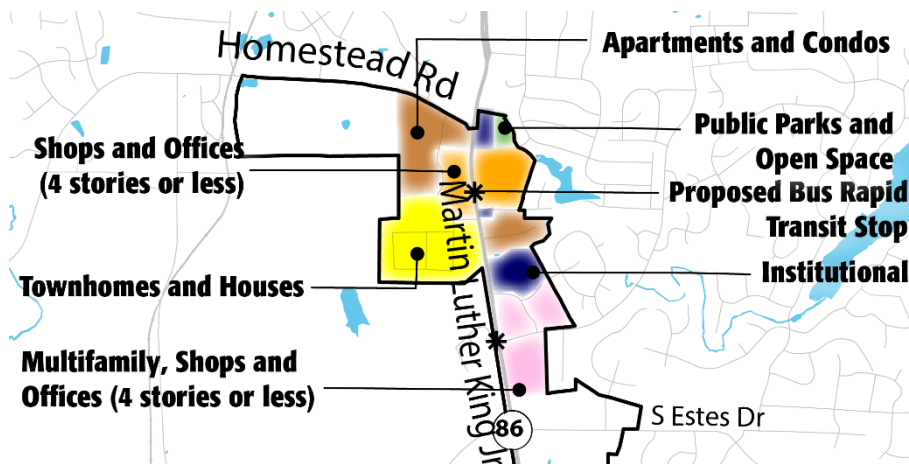 Homestead Rd
Apartments and Condos
Shops and Offices
(4 stories or less)
Public Parks and
Open Space
Proposed Bus Rapid
Transit Stop
Martin Luther King Jr
Institutional
Townhomes and Houses
Multifamily, Shops and
Offices (4 stories or less)
S Estes Dr
86